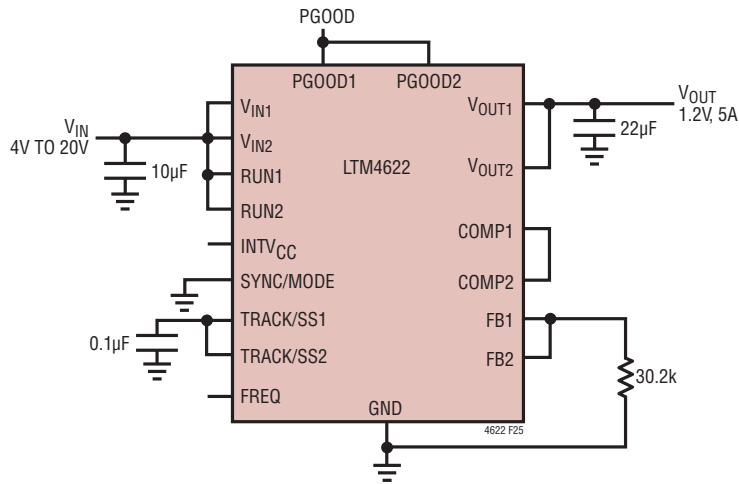 PGOOD
PGOOD1 PGOOD2
VIN
4V TO 20V
10µF
VIN1
VIN2
RUN1
RUN2
INTVCC
SYNC/MODE
TRACK/SS1
TRACK/SS2
0.1µF
FREQ
LTM4622
GND
VOUT1
VOUT2
COMP1
COMP2
FB1
FB2
VOUT
1.2V, 5A
22µF
30.2k
4622 F25